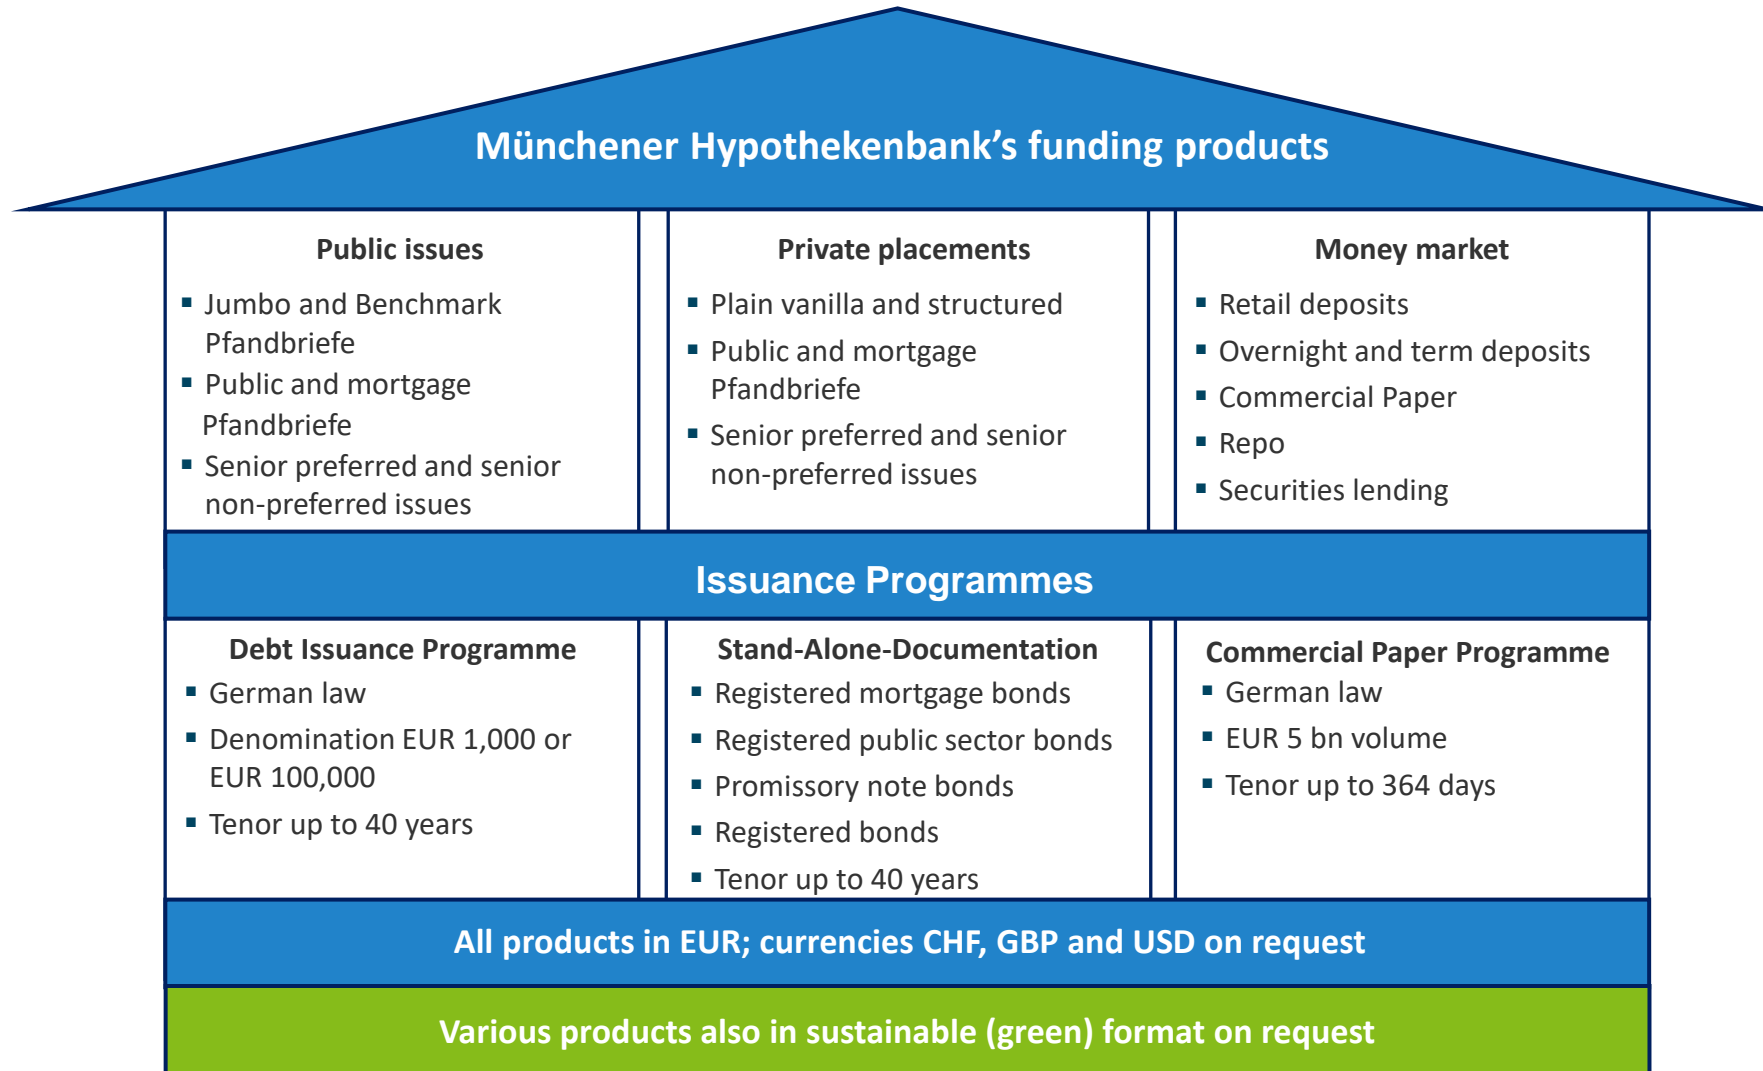 Münchener Hypothekenbank’s funding products
Public issues
▪ Jumbo and Benchmark
Pfandbriefe
▪ Public and mortgage
Pfandbriefe
▪ Senior preferred and senior
non-preferred issues
Private placements
▪ Plain vanilla and structured
▪ Public and mortgage
Pfandbriefe
▪ Senior preferred and senior
non-preferred issues
Money market
▪ Retail deposits
▪ Overnight and term deposits
▪ Commercial Paper
▪ Repo
▪ Securities lending
Issuance Programmes
Debt Issuance Programme
▪ German law
▪ Denomination EUR 1,000 or
EUR 100,000
▪ Tenor up to 40 years
Stand-Alone-Documentation
▪ Registered mortgage bonds
▪ Registered public sector bonds
▪ Promissory note bonds
▪ Registered bonds
▪ Tenor up to 40 years
Commercial Paper Programme
▪ German law
▪ EUR 5 bn volume
▪ Tenor up to 364 days
All products in EUR; currencies CHF, GBP and USD on request
Various products also in sustainable (green) format on request